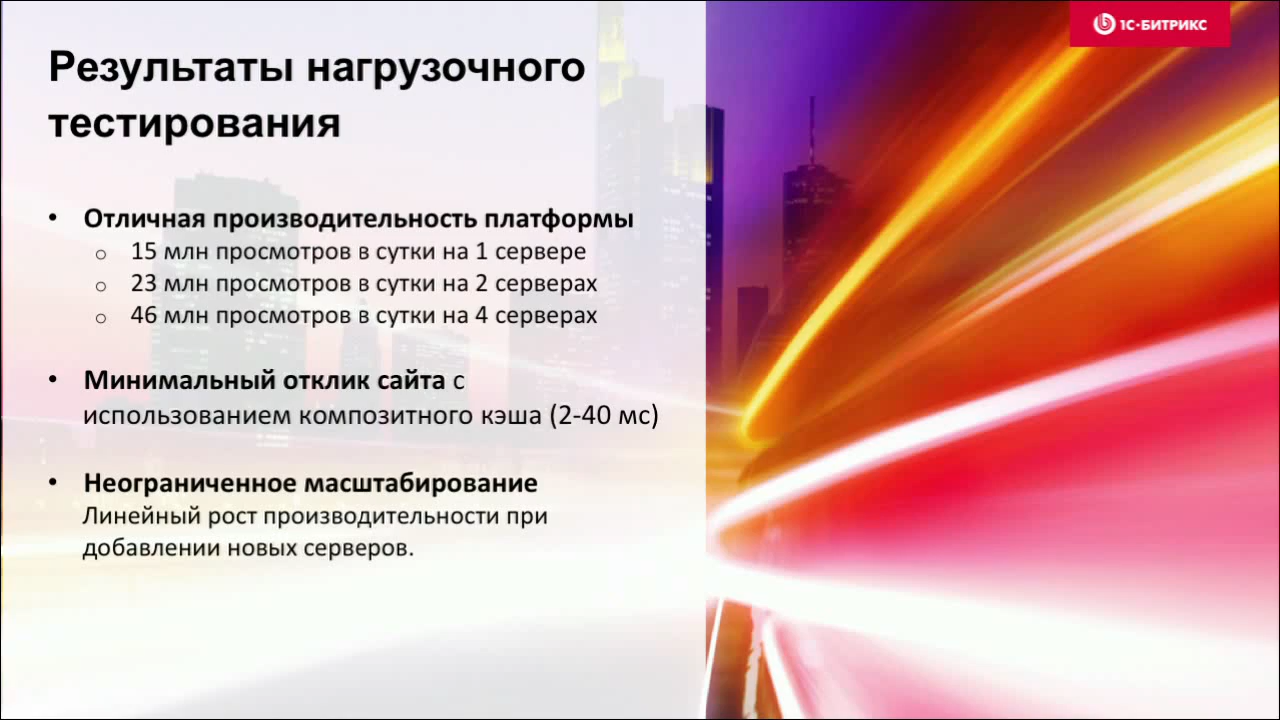 1С-БИТРИКС
Результаты нагрузочного
тестирования
• Отличная производительность платформы
o 15 млн просмотров в сутки на 1 сервере
o 23 млн просмотров в сутки на 2 серверах
o 46 млн просмотров в сутки на 4 серверах
• Минимальный отклик сайта с
использованием композитного кэша (2-40 мс)
• Неограниченное масштабирование
Линейный рост производительности при
добавлении новых серверов.